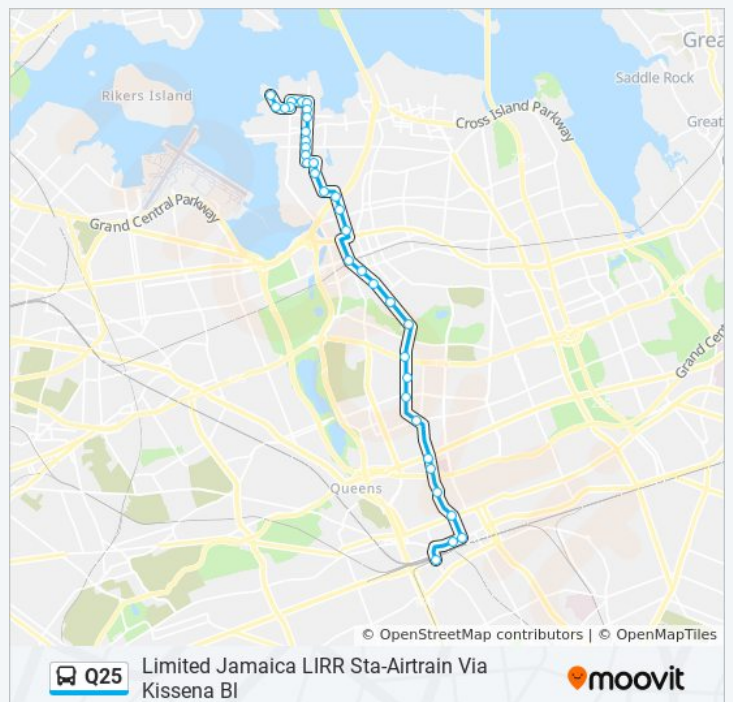 Grea
Rikers Island
Saddle Rock
Great
Cross Island Parkway
Grand Central Parkway
Grand Cent
Queens
© OpenStreetMap contributors | © OpenMapTiles
Q25
Limited Jamaica LIRR Sta-Airtrain Via
Kissena Bl
moovit